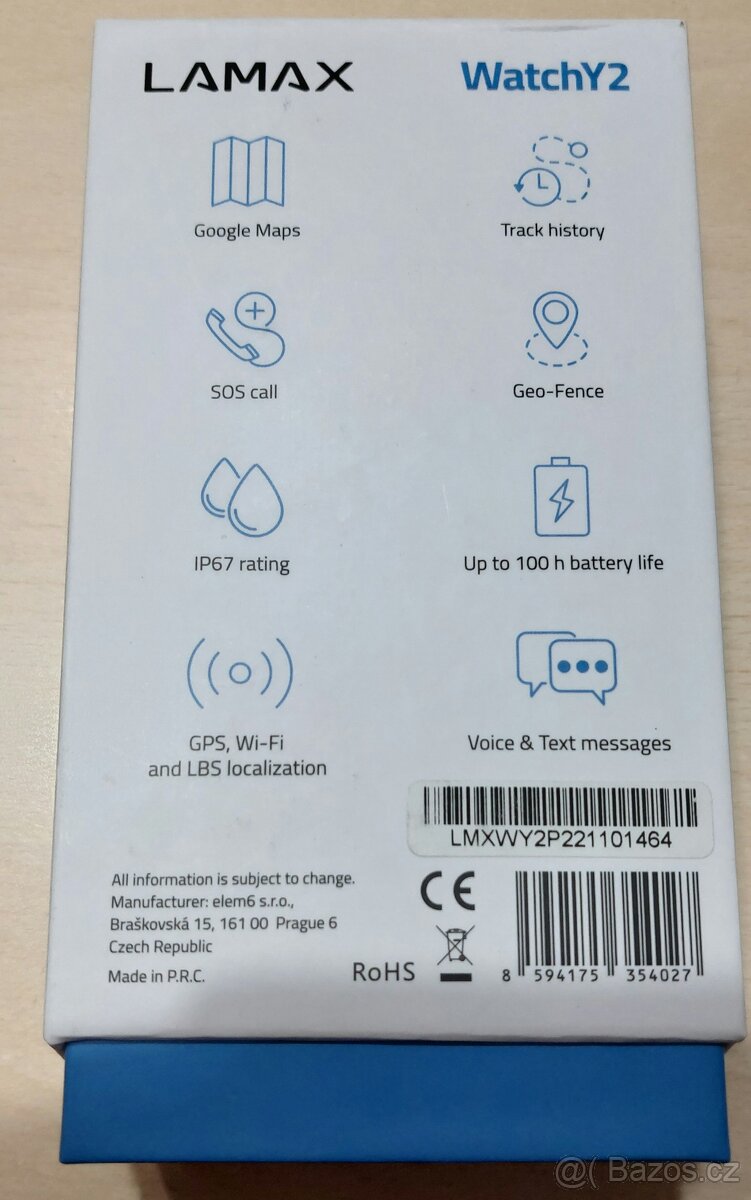 LAMAX
WatchY2
Google Maps
Track history
SOS call
Geo-Fence
IP67 rating
Up to 100 h battery life
GPS, Wi-Fi
and LBS localization
Voice & Text messages
LMXWY2P221101464
All information is subject to change.
Manufacturer: elem6 s.r.o.,
Braškovská 15, 161 00 Prague 6
Czech Republic
Made in P.R.C.
CE
RoHS
8 594175 354027
@( Bazos.cz